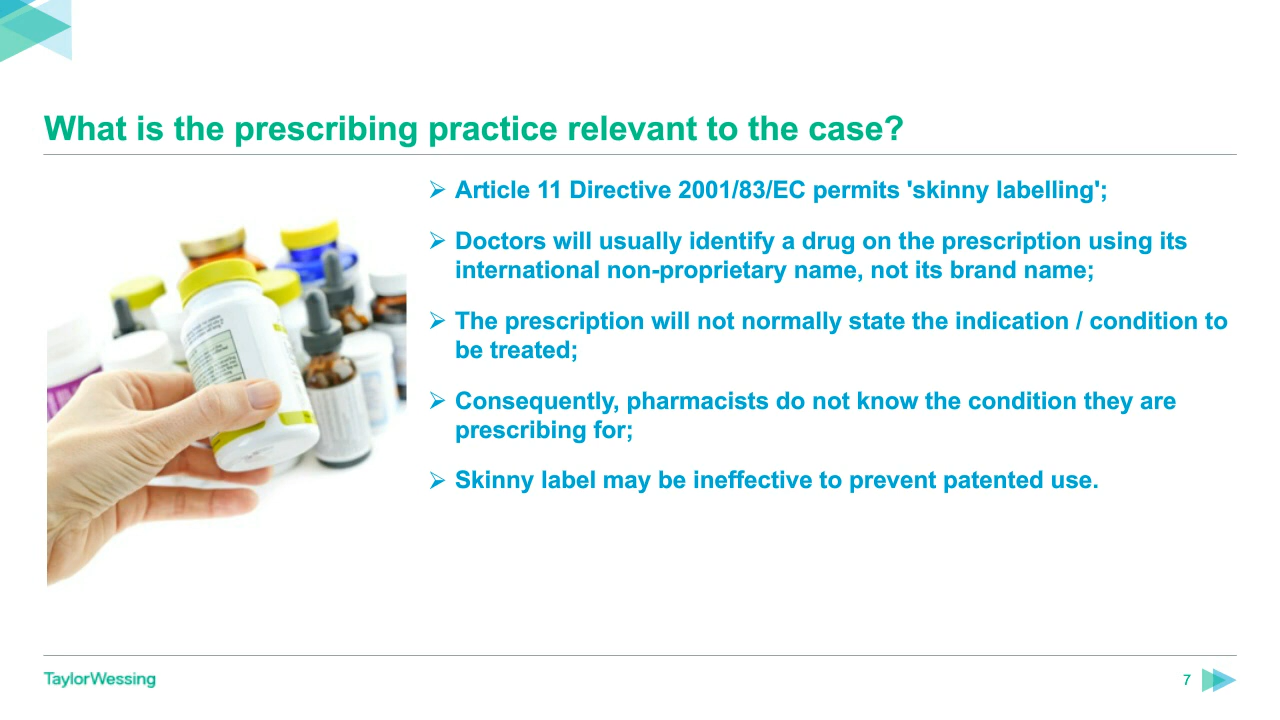 What is the prescribing practice relevant to the case?
Article 11 Directive 2001/83/EC permits 'skinny labelling';
Doctors will usually identify a drug on the prescription using its
international non-proprietary name, not its brand name;
The prescription will not normally state the indication / condition to
be treated;
Consequently, pharmacists do not know the condition they are
prescribing for;
Skinny label may be ineffective to prevent patented use.
TaylorWessing
7